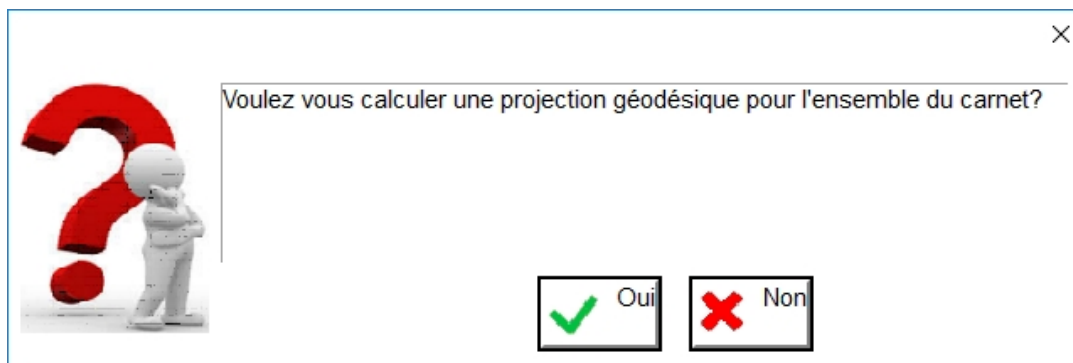 Voulez vous calculer une projection géodésique pour l'ensemble du carnet?
Oui
Non